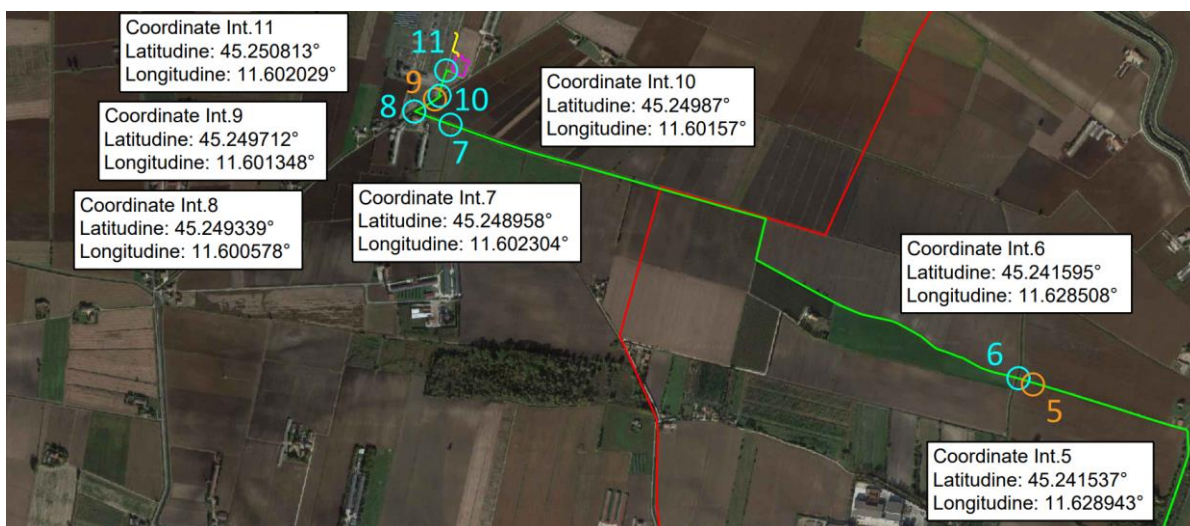 Coordinate Int.11
Latitudine: 45.250813°
Longitudine: 11.602029°
11
Coordinate Int.10
Latitudine: 45.24987°
Longitudine: 11.60157°
9
10
8
7
Coordinate Int.9
Latitudine: 45.249712°
Longitudine: 11.601348°
Coordinate Int.8
Latitudine: 45.249339°
Longitudine: 11.600578°
Coordinate Int.7
Latitudine: 45.248958°
Longitudine: 11.602304°
Coordinate Int.6
Latitudine: 45.241595°
Longitudine: 11.628508°
6
5
Coordinate Int.5
Latitudine: 45.241537°
Longitudine: 11.628943°